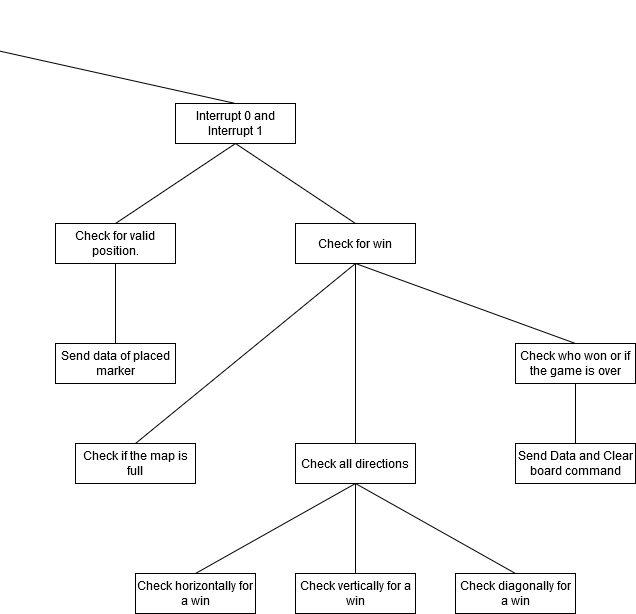 Interrupt 0 and
Interrupt 1
Check for valid
position.
Check for win
Send data of placed
marker
Check who won or if
the game is over
Check if the map is
full
Check all directions
Send Data and Clear
board command
Check horizontally for
a win
Check vertically for a
win
Check diagonally for
a win